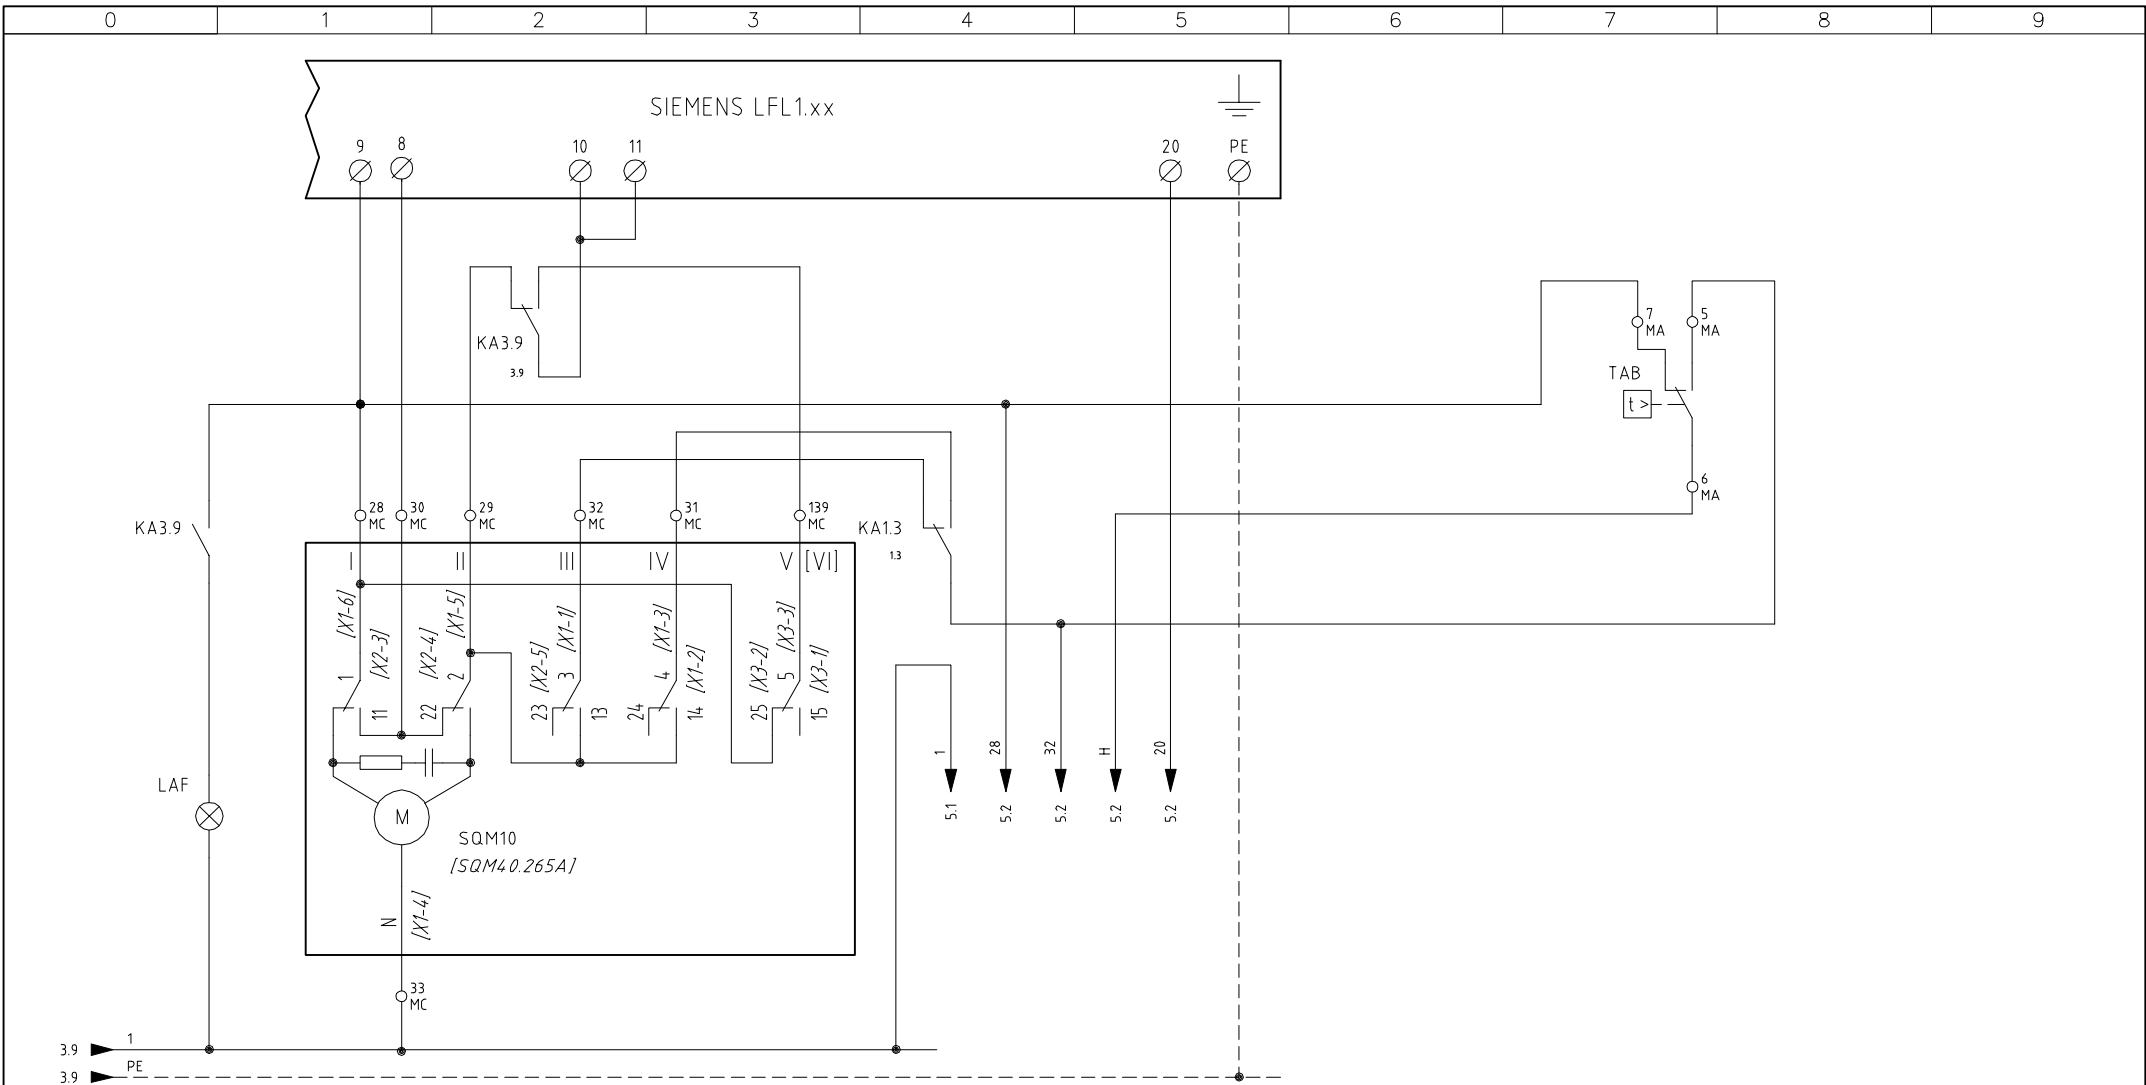 0 1 2 3 4 5 6 7 8 9
SIEMENS LFL1.xx
9 8 10 11 20 PE
KA3.9
3.9
7
MA
5
MA
TAB
t >
6
MA
28
MC
30
MC
29
MC
32
MC
31
MC
139
MC
KA3.9
KA1.3
1.3
I II III IV V [VI]
[X1-6]
[X2-3]
[X2-4]
[X1-5]
[X2-5]
[X1-1]
[X1-3]
[X1-2]
[X3-2]
[X3-3]
[X3-1]
1 2 3 4 5
11 22 23 13 24 14 25 15
1 28 32 H 20
5.1 5.2 5.2 5.2 5.2
LAF
M
SQM10
[SQM40.265A]
N
[X1-4]
33
MC
3.9 1
3.9 PE